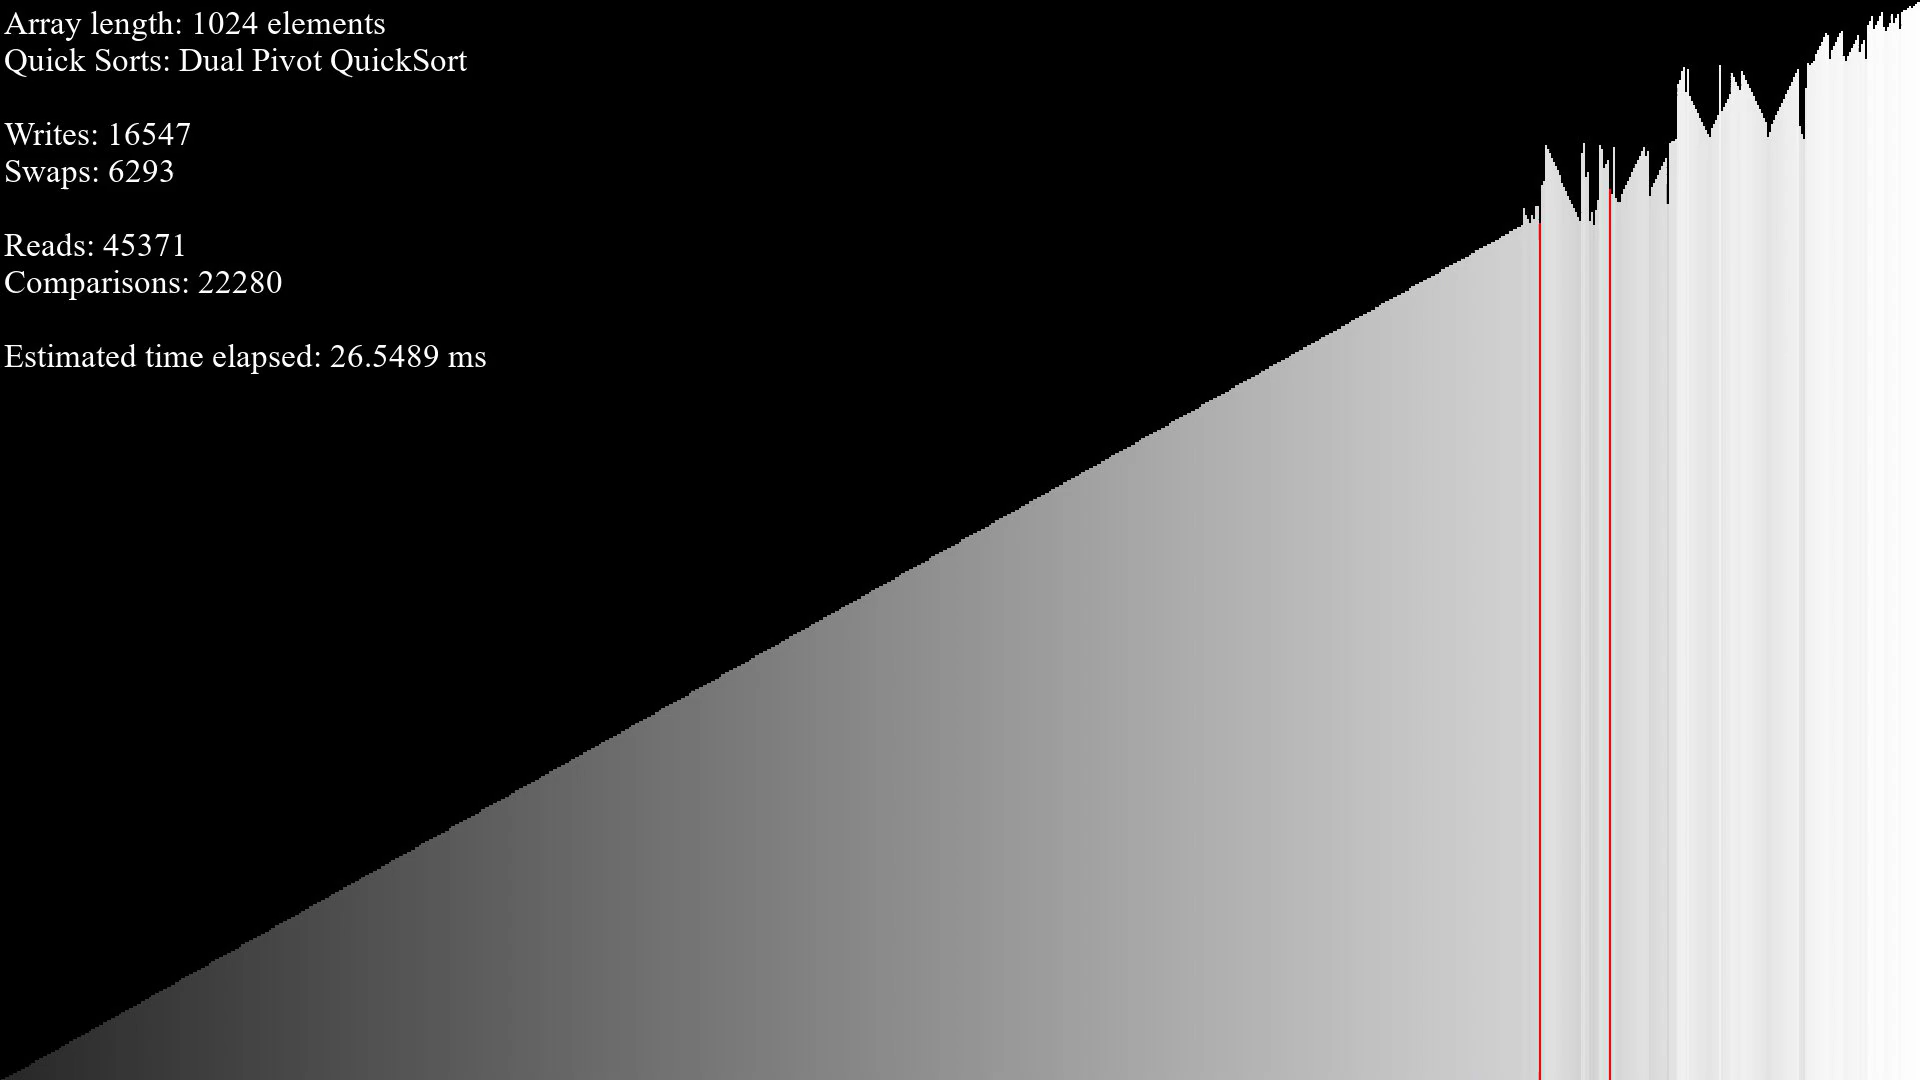 Array length: 1024 elements
Quick Sorts: Dual Pivot QuickSort
Writes: 16547
Swaps: 6293
Reads: 45371
Comparisons: 22280
Estimated time elapsed: 26.5489 ms